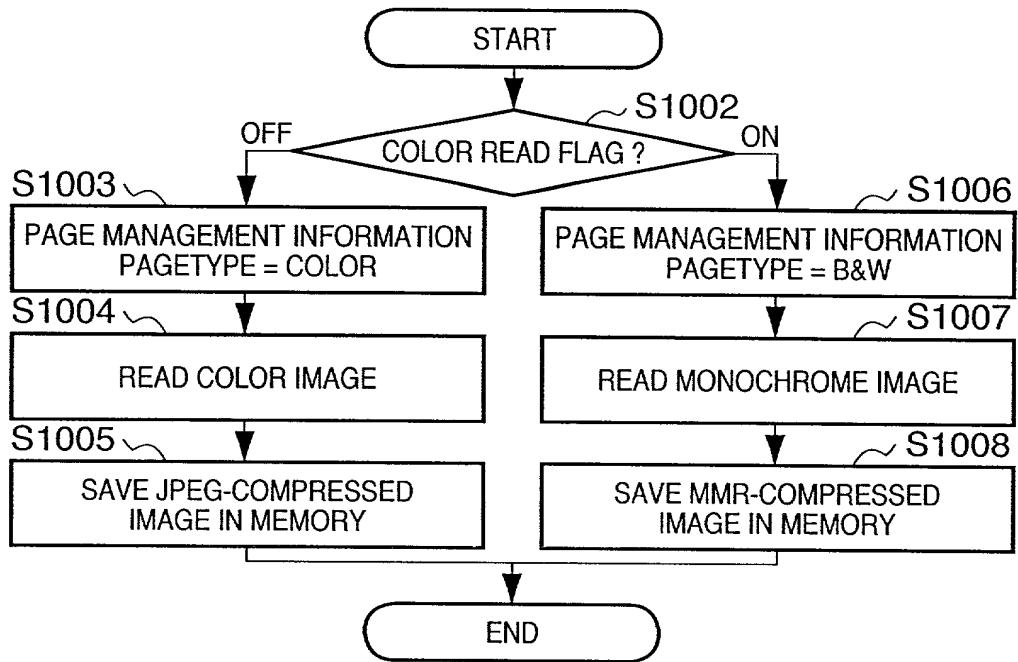 START
S1002
OFF
COLOR READ FLAG ?
ON
S1003
PAGE MANAGEMENT INFORMATION
PAGETYPE = COLOR
S1006
PAGE MANAGEMENT INFORMATION
PAGETYPE = B&W
S1004
READ COLOR IMAGE
S1007
READ MONOCHROME IMAGE
S1005
SAVE JPEG-COMPRESSED
IMAGE IN MEMORY
S1008
SAVE MMR-COMPRESSED
IMAGE IN MEMORY
END